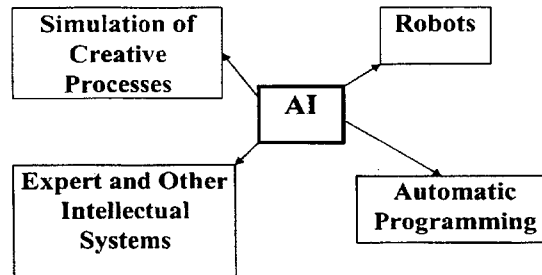 Simulation of
Creative
Processes
Robots
AI
Expert and Other
Intellectual
Systems
Automatic
Programming